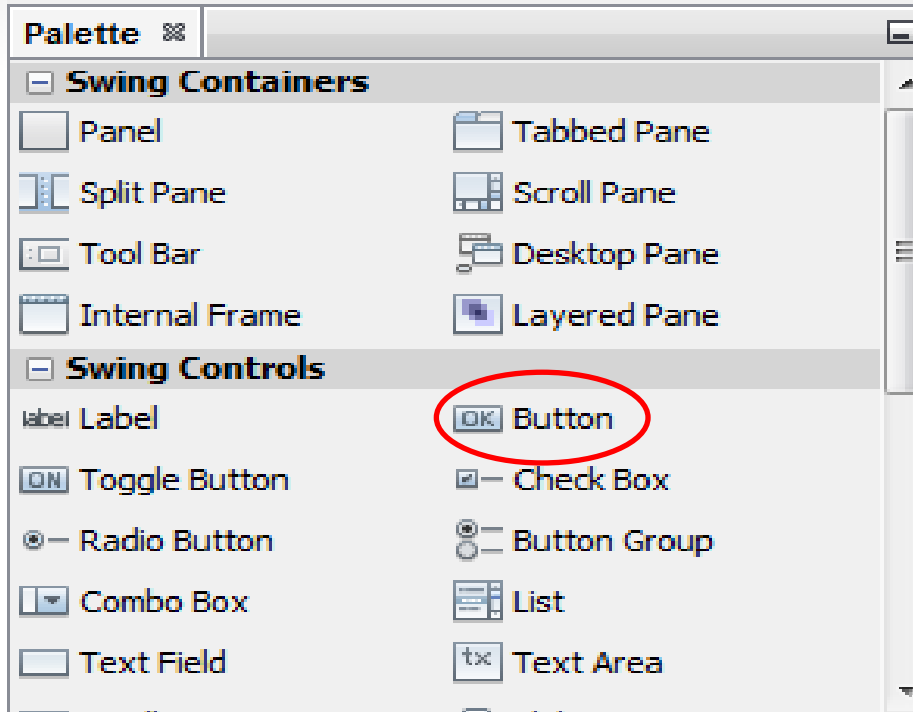 Palette
Swing Containers
Panel Tabbed Pane
Split Pane Scroll Pane
Tool Bar Desktop Pane
Internal Frame Layered Pane
Swing Controls
label Label OK Button
ON Toggle Button Check Box
Radio Button Button Group
Combo Box List
Text Field tx Text Area